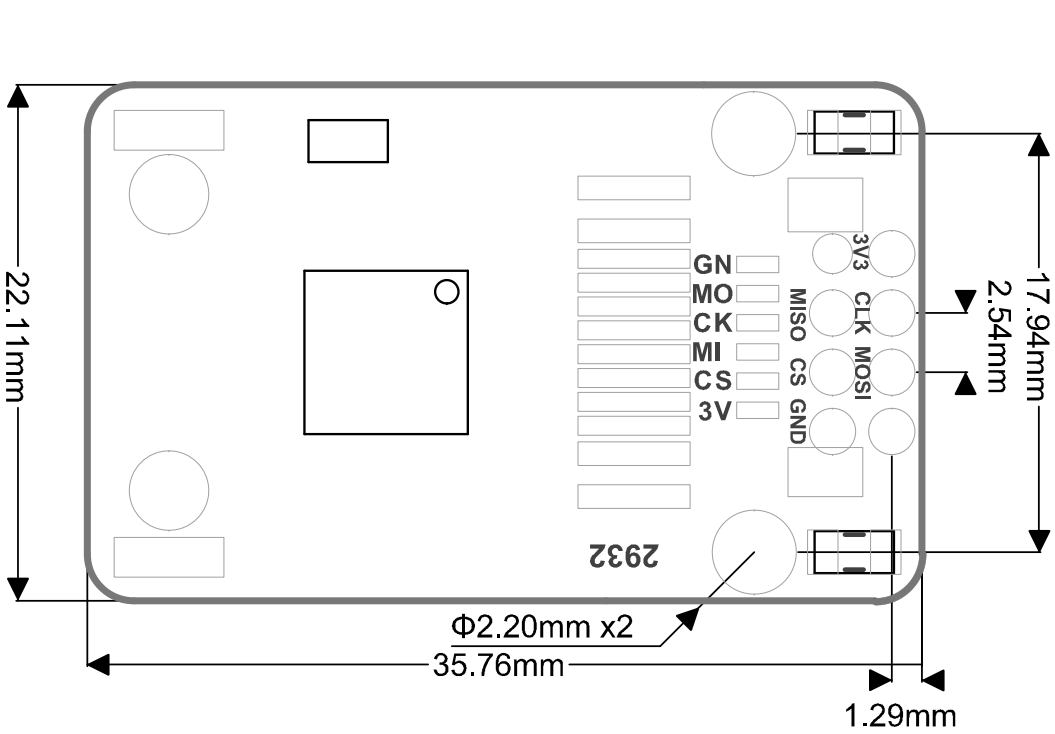 3V3
GN
MO
CK
MI
CS
3V
MISO
CS
GND
CLK
MOSI
22.11mm
17.94mm
2.54mm
2932
Φ2.20mm x2
35.76mm
1.29mm